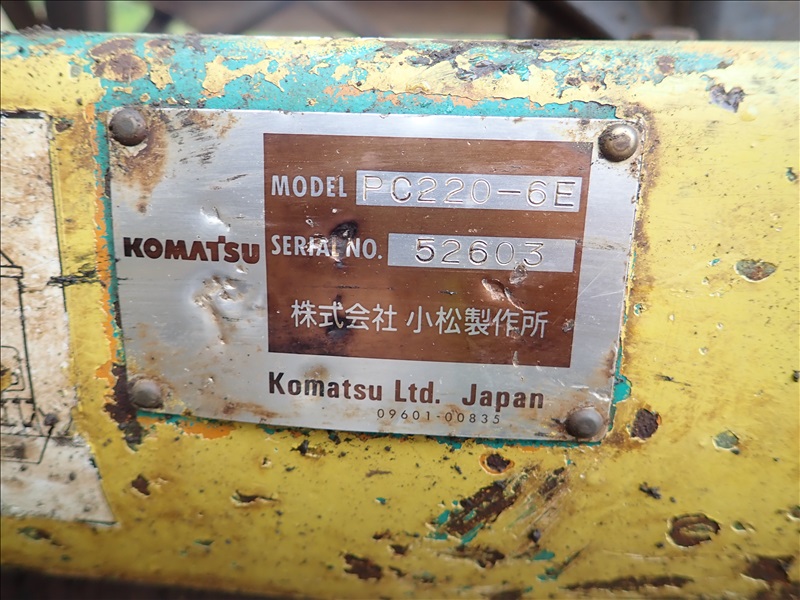 MODEL PC220-6E
KOMATSU
SERIAL NO. 52603
株式会社 小松製作所
Komatsu Ltd. Japan
09601-00835